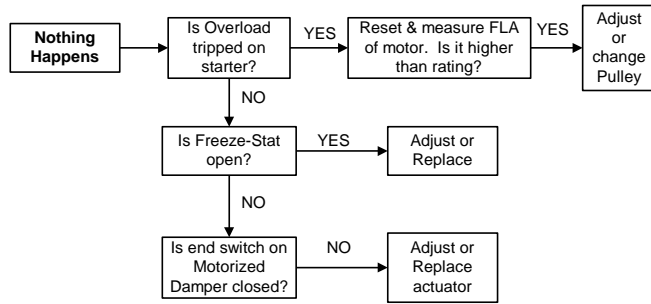 Nothing
Happens
Is Overload
tripped on
starter?
YES
Reset & measure FLA
of motor.  Is it higher
than rating?
YES
Adjust
or
change
Pulley
NO
Is Freeze-Stat
open?
YES
Adjust or
Replace
NO
Is end switch on
Motorized
Damper closed?
NO
Adjust or
Replace
actuator